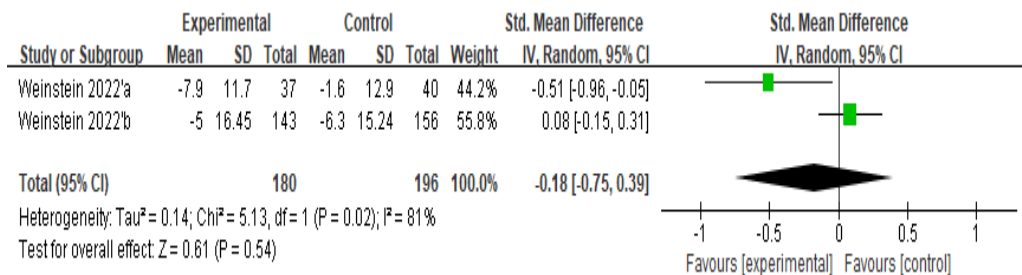 Experimental Control Std. Mean Difference Std. Mean Difference
Study or Subgroup Mean SD Total Mean SD Total Weight IV, Random, 95% CI IV, Random, 95% CI
Weinstein 2022'a -7.9 11.7 37 -1.6 12.9 40 44.2% -0.51 [-0.96, -0.05]
Weinstein 2022'b -5 16.45 143 -6.3 15.24 156 55.8% 0.08 [-0.15, 0.31]
Total (95% CI) 180 196 100.0% -0.18 [-0.75, 0.39]
Heterogeneity: Tau² = 0.14; Chi² = 5.13, df = 1 (P = 0.02); I² = 81%
Test for overall effect: Z = 0.61 (P = 0.54)
-1 -0.5 0 0.5 1
Favours [experimental] Favours [control]